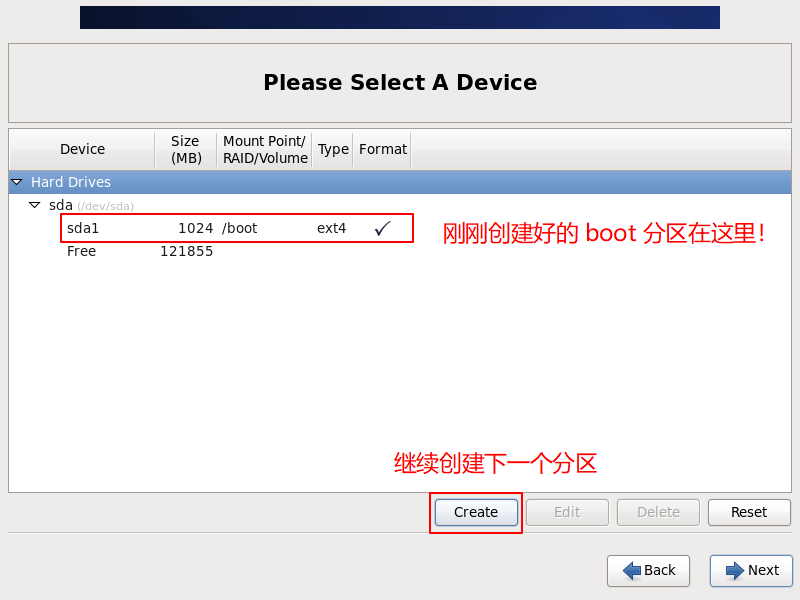 Please Select A Device
Device Size (MB) Mount Point/ RAID/Volume Type Format
Hard Drives
sda (/dev/sda)
sda1 1024 /boot ext4
刚刚创建好的 boot 分区在这里!
Free 121855
继续创建下一个分区
Create Edit Delete Reset
Back Next